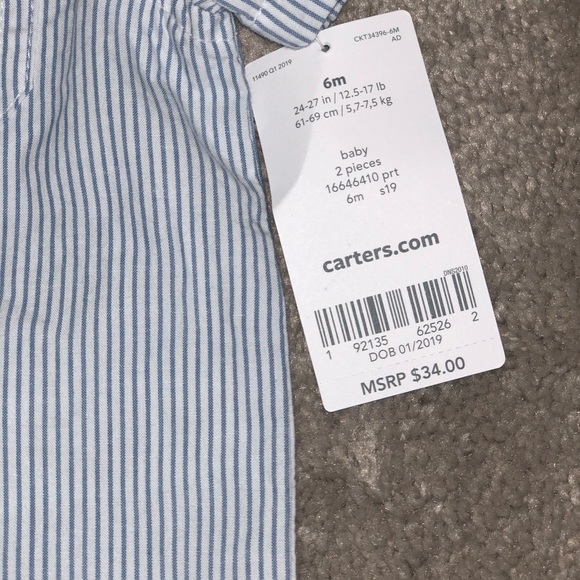 CKT34396-6M
AD
11490 Q1 2019
6m
24-27 in / 12.5-17 lb
61-69 cm / 5,7-7,5 kg
baby
2 pieces
16646410 prt
6m s19
carters.com
DN02010
1 92135 62526 2
DOB 01/2019
MSRP $34.00